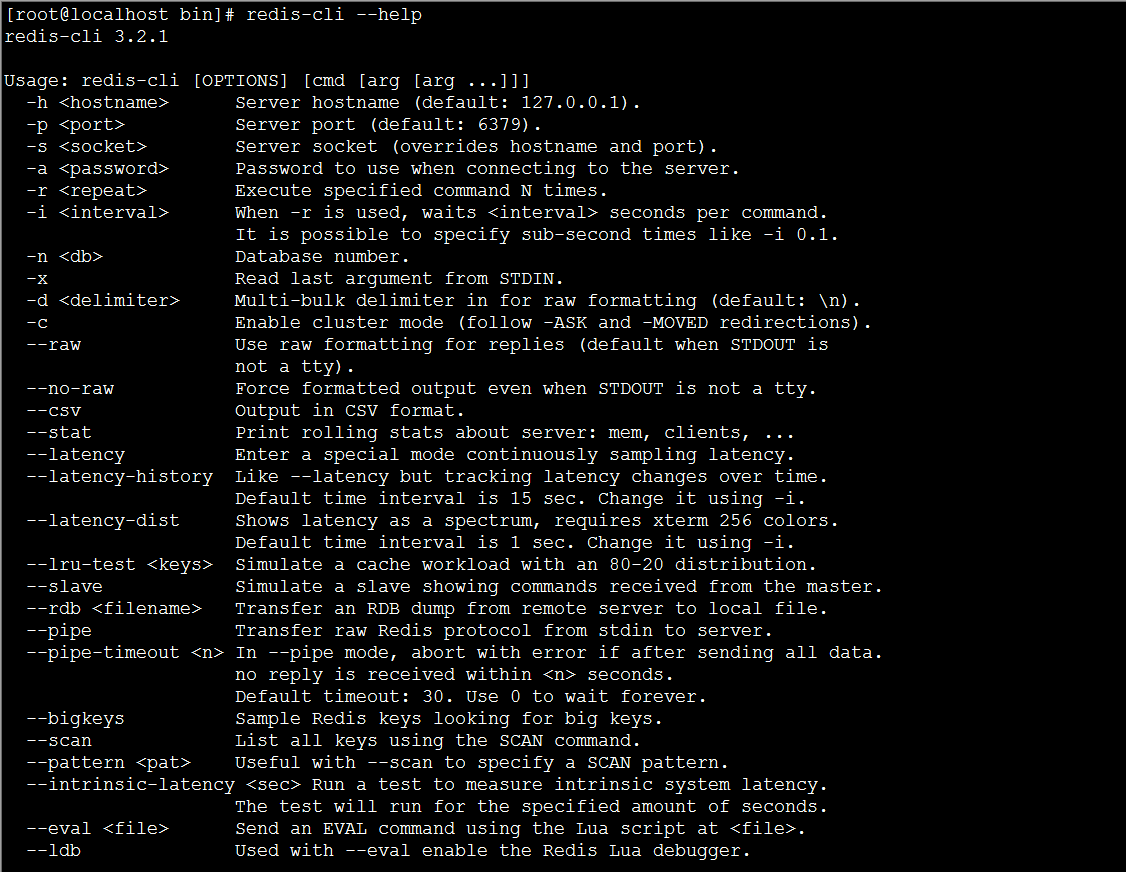 [root@localhost bin]# redis-cli --help
redis-cli 3.2.1

Usage: redis-cli [OPTIONS] [cmd [arg [arg ...]]]
  -h <hostname>      Server hostname (default: 127.0.0.1).
  -p <port>          Server port (default: 6379).
  -s <socket>        Server socket (overrides hostname and port).
  -a <password>      Password to use when connecting to the server.
  -r <repeat>        Execute specified command N times.
  -i <interval>      When -r is used, waits <interval> seconds per command.
                     It is possible to specify sub-second times like -i 0.1.
  -n <db>            Database number.
  -x                 Read last argument from STDIN.
  -d <delimiter>     Multi-bulk delimiter in for raw formatting (default: \n).
  -c                 Enable cluster mode (follow -ASK and -MOVED redirections).
  --raw              Use raw formatting for replies (default when STDOUT is
                     not a tty).
  --no-raw           Force formatted output even when STDOUT is not a tty.
  --csv              Output in CSV format.
  --stat             Print rolling stats about server: mem, clients, ...
  --latency          Enter a special mode continuously sampling latency.
  --latency-history  Like --latency but tracking latency changes over time.
                     Default time interval is 15 sec. Change it using -i.
  --latency-dist     Shows latency as a spectrum, requires xterm 256 colors.
                     Default time interval is 1 sec. Change it using -i.
  --lru-test <keys>  Simulate a cache workload with an 80-20 distribution.
  --slave            Simulate a slave showing commands received from the master.
  --rdb <filename>   Transfer an RDB dump from remote server to local file.
  --pipe             Transfer raw Redis protocol from stdin to server.
  --pipe-timeout <n> In --pipe mode, abort with error if after sending all data.
                     no reply is received within <n> seconds.
                     Default timeout: 30. Use 0 to wait forever.
  --bigkeys          Sample Redis keys looking for big keys.
  --scan             List all keys using the SCAN command.
  --pattern <pat>    Useful with --scan to specify a SCAN pattern.
  --intrinsic-latency <sec> Run a test to measure intrinsic system latency.
                     The test will run for the specified amount of seconds.
  --eval <file>      Send an EVAL command using the Lua script at <file>.
  --ldb              Used with --eval enable the Redis Lua debugger.